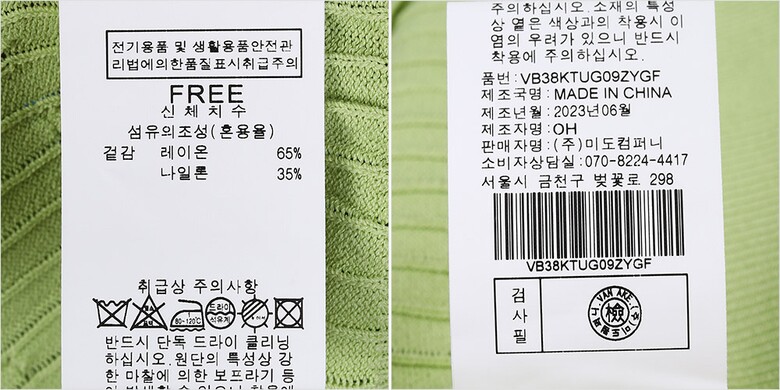 전기용품 및 생활용품안전관
리법에의한품질표시취급주의
FREE
신체치수
섬유의조성(혼용율)
겉감 레이온 65%
나일론 35%
취급상 주의사항
80~120℃
드라이
석유계
반드시 단독 드라이 클리닝
하십시오.원단의 특성상 강
한 마찰에 의한 보프라기 등
주의하십시오.소재의 특성
상 옅은 색상과의 착용시 이
염의 우려가 있으니 반드시
착용에 주의하십시오.
품번:VB38KTUG09ZYGF
제조국명:MADE IN CHINA
제조년월:2023년06월
제조자명:OH
판매자명:(주)미도컴퍼니
소비자상담실:070-8224-4417
서울시 금천구 벚꽃로 298
VB38KTUG09ZYGF
검사필
VAN AKE
檢